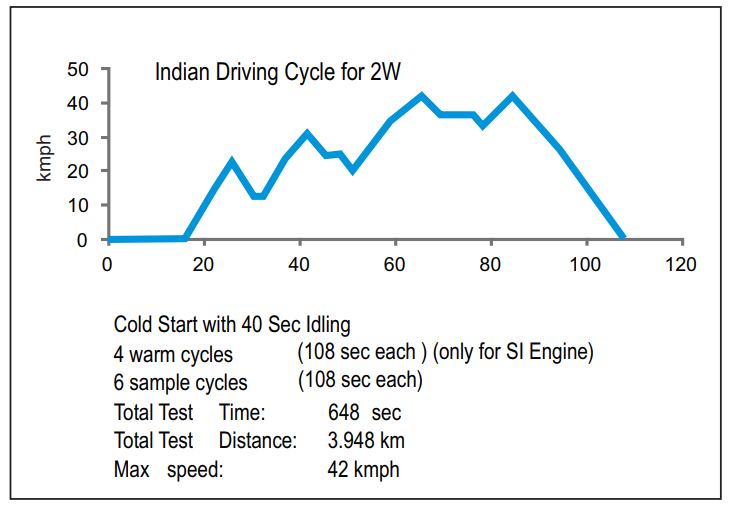 Indian Driving Cycle for 2W
50
40
30
20
10
0
kmph
0 20 40 60 80 100 120
Cold Start with 40 Sec Idling
4 warm cycles (108 sec each ) (only for SI Engine)
6 sample cycles (108 sec each)
Total Test Time: 648 sec
Total Test Distance: 3.948 km
Max speed: 42 kmph